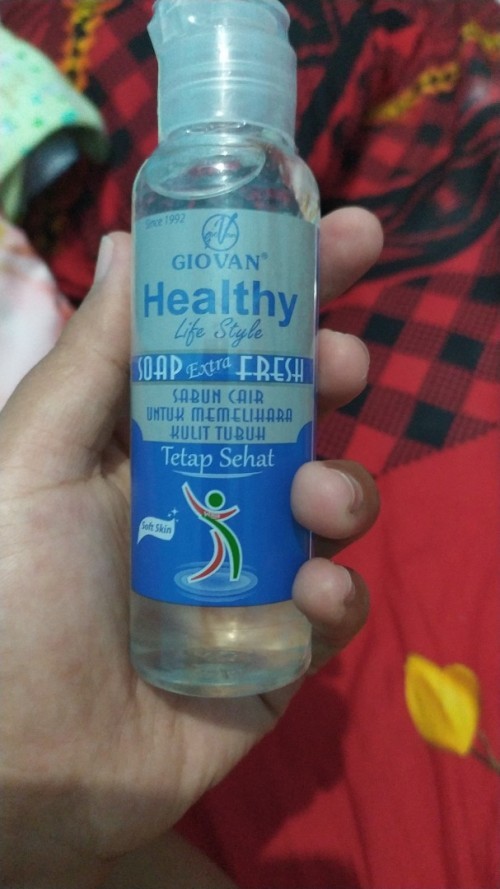 Since 1992
GIOVAN®
Healthy
Life Style
SOAP Extra FRESH
SABUN CAIR
UNTUK MEMELIHARA
KULIT TUBUH
Tetap Sehat
Soft Skin